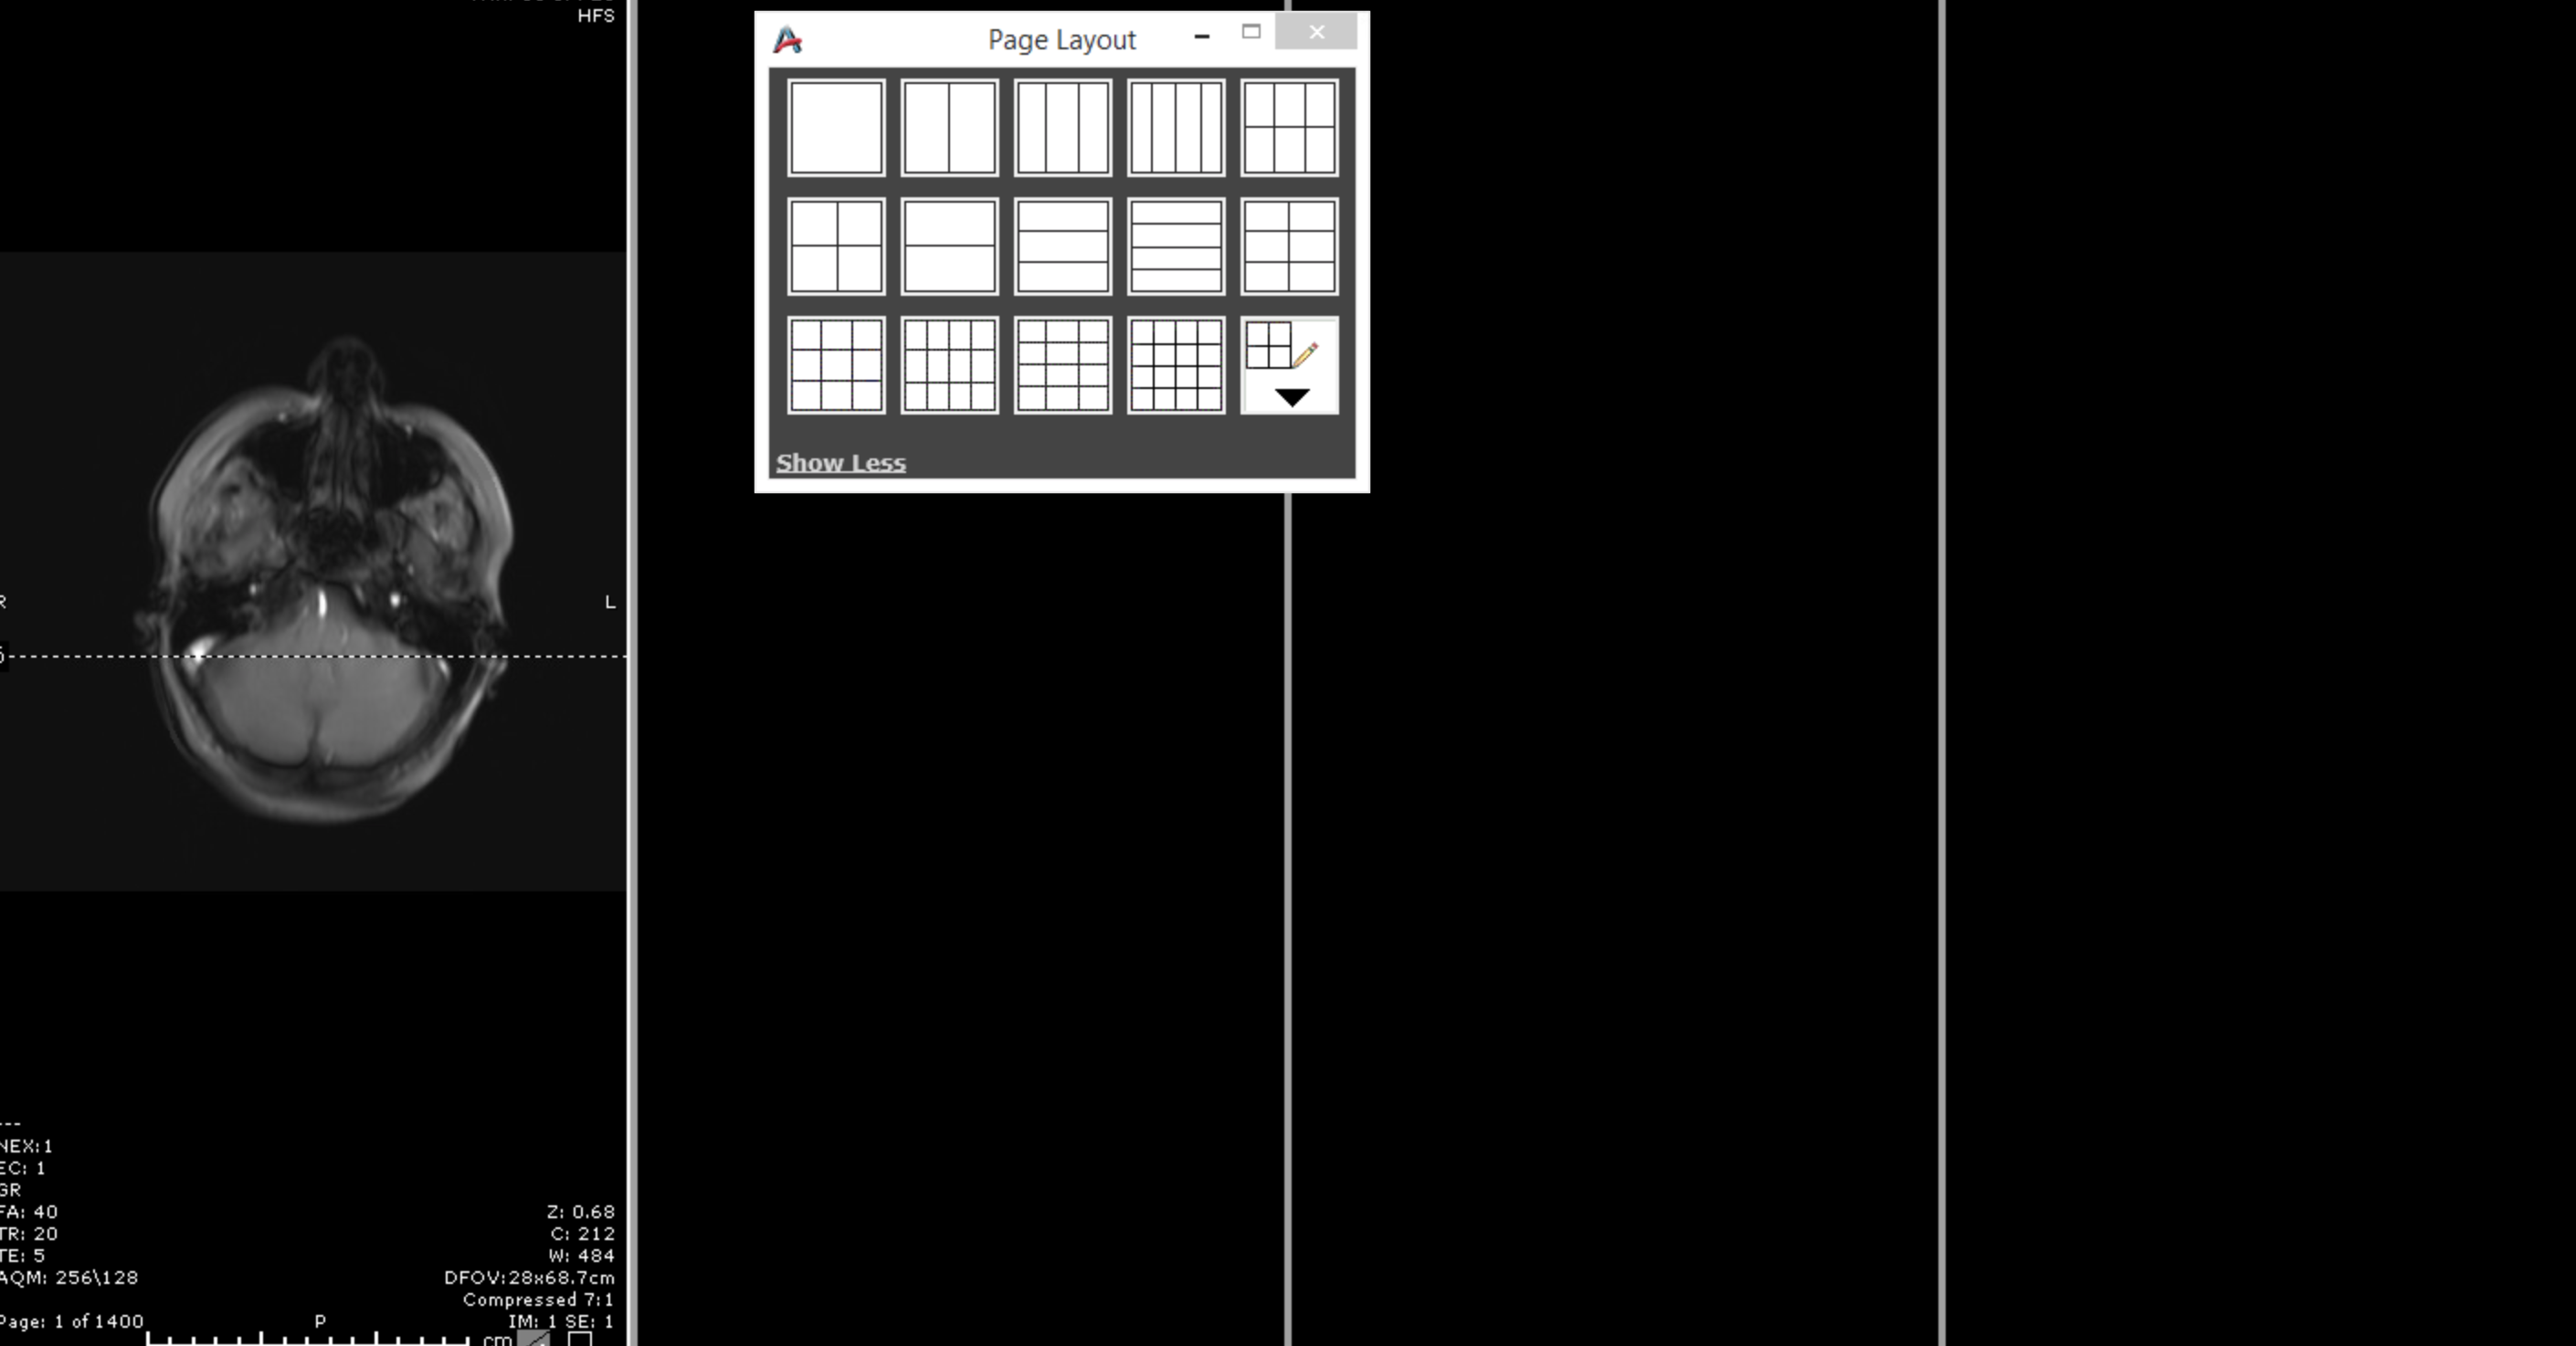 HFS
Page Layout
Show Less
R
L
---
NEX:1
EC: 1
GR
FA: 40
TR: 20
TE: 5
AQM: 256\128
Page: 1 of 1400
P
Z: 0.68
C: 212
W: 484
DFOV:28x68.7cm
Compressed 7:1
IM: 1 SE: 1
cm